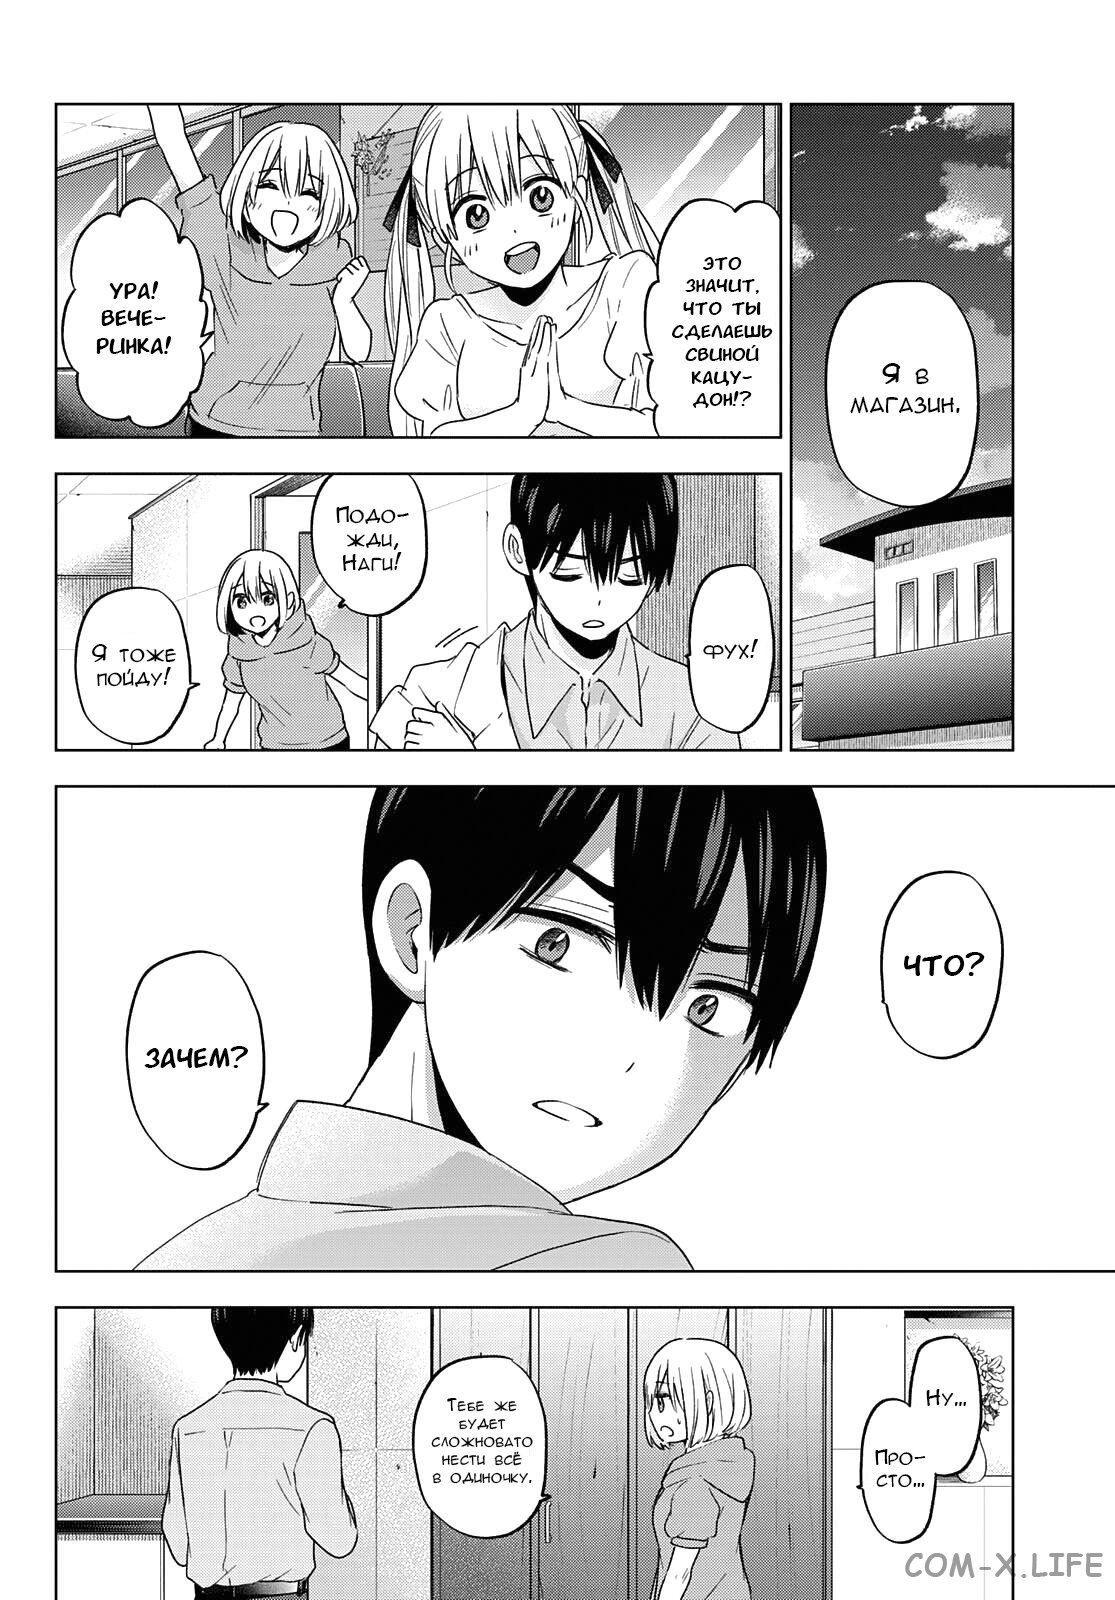 Я В
МАГАЗИН.
ЭТО
ЗНАЧИТ,
ЧТО ТЫ
СДЕЛАЕШЬ
СВИНОЙ
КАЦУ-
ДОН!?
УРА!
ВЕЧЕ-
РИНКА!
ФУХ!
ПОДО-
ЖДИ,
НАГИ!
Я ТОЖЕ
ПОЙДУ!
ЧТО?
ЗАЧЕМ?
НУ...
ПРО-
СТО...
ТЕБЕ ЖЕ
БУДЕТ
СЛОЖНОВАТО
НЕСТИ ВСЁ
В ОДИНОЧКУ.
COM-X.LIFE